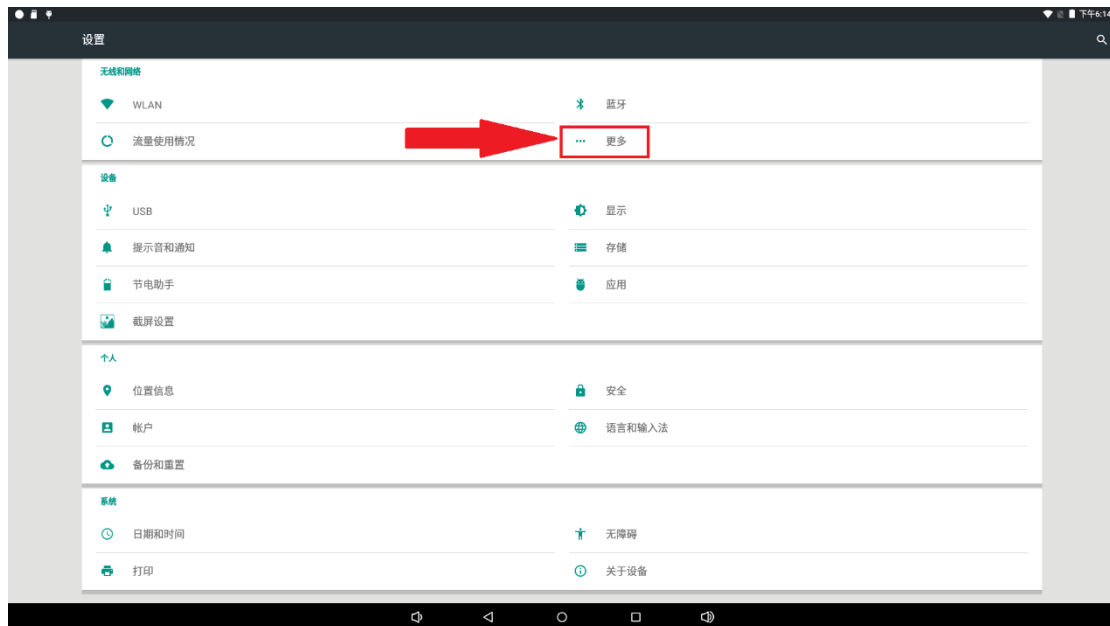 下午6:14
设置
无线和网络
WLAN
蓝牙
流量使用情况
更多
设备
USB
显示
提示音和通知
存储
节电助手
应用
截屏设置
个人
位置信息
安全
帐户
语言和输入法
备份和重置
系统
日期和时间
无障碍
打印
关于设备